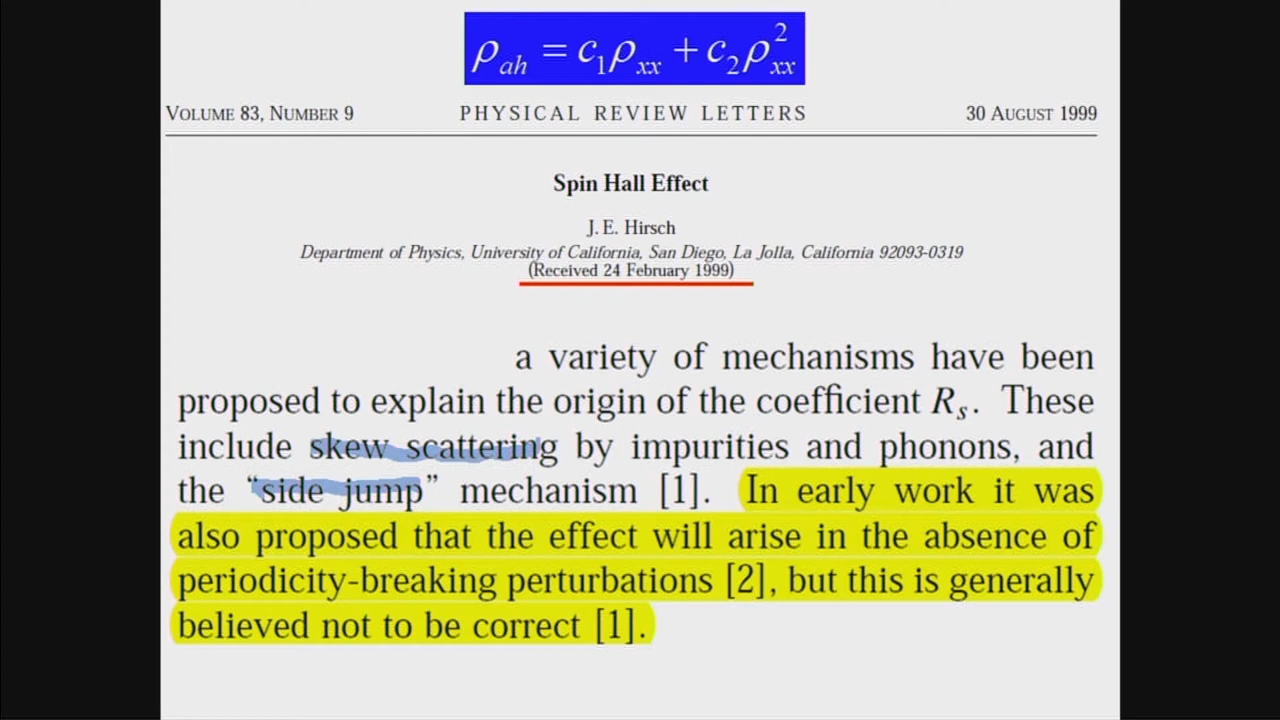 ρ_ah = c₁ρ_xx + c₂ρ²_xx
VOLUME 83, NUMBER 9 PHYSICAL REVIEW LETTERS 30 AUGUST 1999
Spin Hall Effect
J. E. Hirsch
Department of Physics, University of California, San Diego, La Jolla, California 92093-0319
(Received 24 February 1999)
a variety of mechanisms have been
proposed to explain the origin of the coefficient Rₛ. These
include skew scattering by impurities and phonons, and
the “side jump” mechanism [1]. In early work it was
also proposed that the effect will arise in the absence of
periodicity-breaking perturbations [2], but this is generally
believed not to be correct [1].